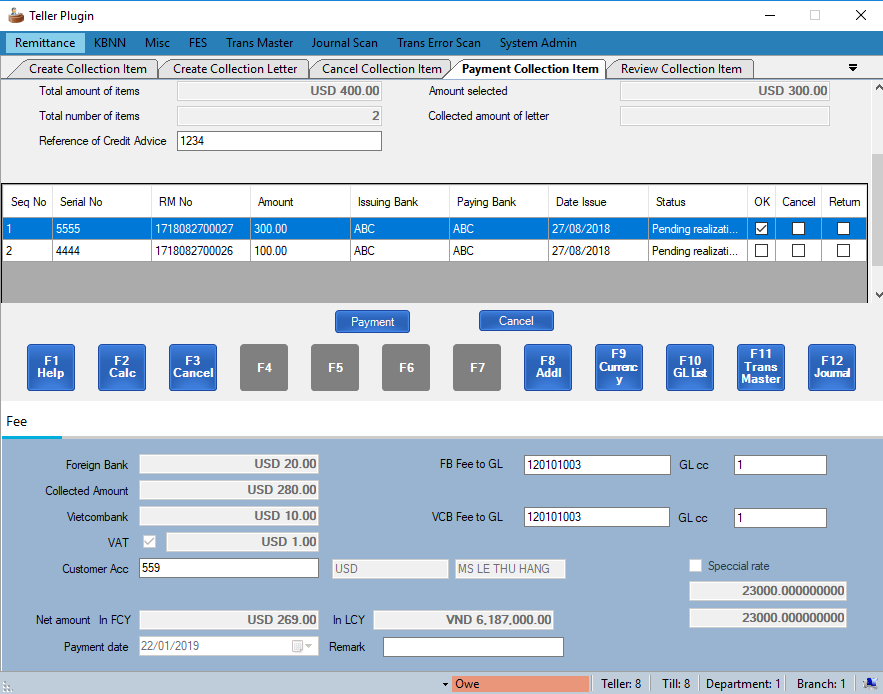 Teller Plugin
Remittance KBNN Misc FES Trans Master Journal Scan Trans Error Scan System Admin
Create Collection Item Create Collection Letter Cancel Collection Item Payment Collection Item Review Collection Item
Total amount of items USD 400.00 Amount selected USD 300.00
Total number of items 2 Collected amount of letter
Reference of Credit Advice 1234
Seq No Serial No RM No Amount Issuing Bank Paying Bank Date Issue Status OK Cancel Return
1 5555 1718082700027 300.00 ABC ABC 27/08/2018 Pending realizati...
2 4444 1718082700026 100.00 ABC ABC 27/08/2018 Pending realizati...
Payment Cancel
F1 Help F2 Calc F3 Cancel F4 F5 F6 F7 F8 Addl F9 Currenc y F10 GL List F11 Trans Master F12 Journal
Fee
Foreign Bank USD 20.00 FB Fee to GL 120101003 GL cc 1
Collected Amount USD 280.00
Vietcombank USD 10.00 VCB Fee to GL 120101003 GL cc 1
VAT USD 1.00
Customer Acc 559 USD MS LE THU HANG Speccial rate
23000.000000000
Net amount In FCY USD 269.00 In LCY VND 6,187,000.00 23000.000000000
Payment date 22/01/2019 Remark
Owe Teller: 8 Till: 8 Department: 1 Branch: 1